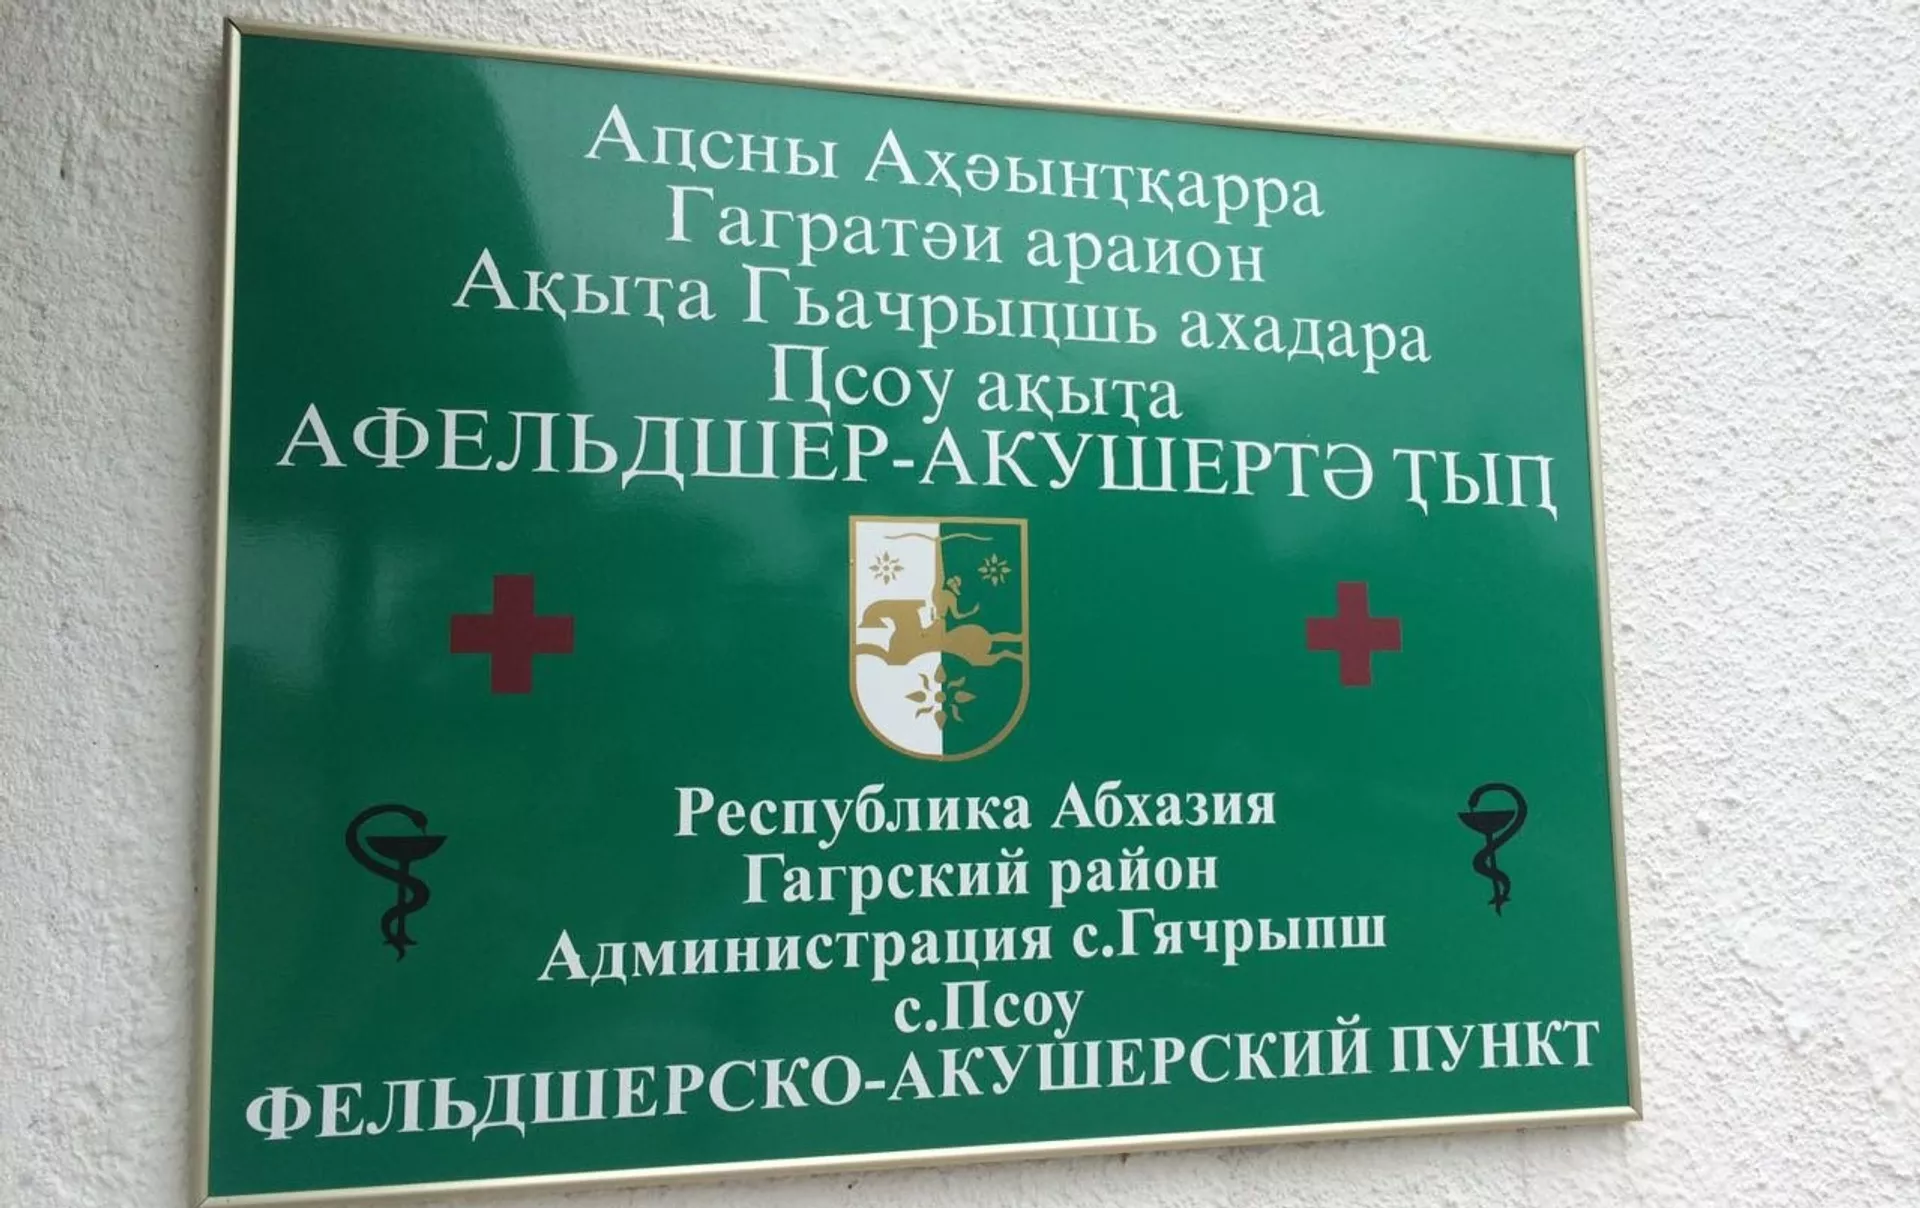 Аԥсны Аҳәынҭқарра
Гагратәи араион
Ақыҭа Гьачрыԥшь ахадара
Ԥсоу ақыҭа
АФЕЛЬДШЕР-АКУШЕРТӘ ҬЫԤ
Республика Абхазия
Гагрский район
Администрация с.Гячрыпш
с.Псоу
ФЕЛЬДШЕРСКО-АКУШЕРСКИЙ ПУНКТ